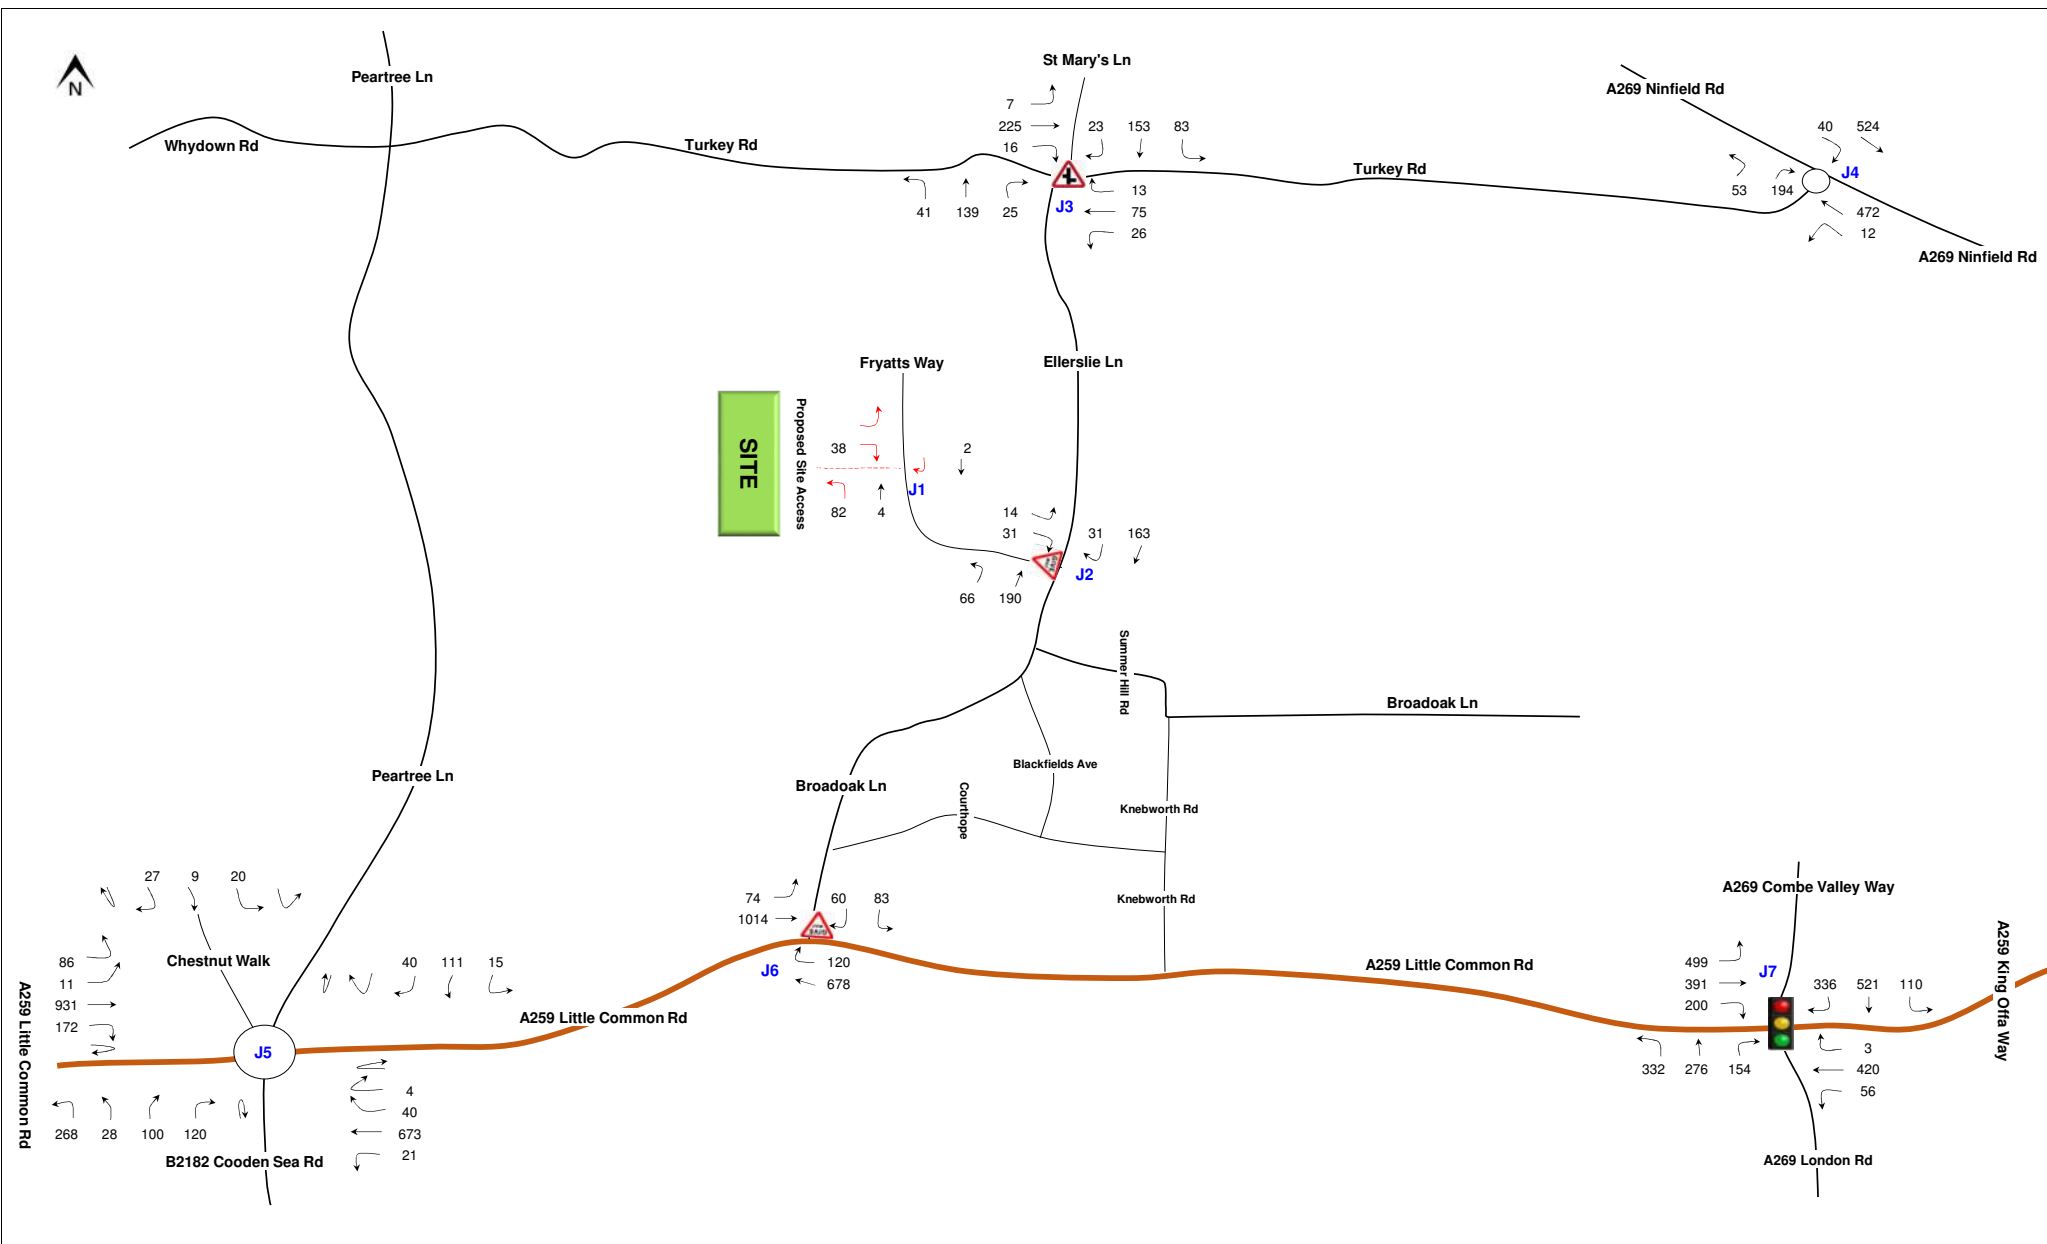 St Mary's Ln
Peartree Ln
A269 Ninfield Rd
N
7
225 23 153 83
16
40 524
Whydown Rd
Turkey Rd
Turkey Rd
J4
53 194
13
41 139 25 J3 75
472
26
12
A269 Ninfield Rd
Fryatts Way
Ellerslie Ln
SITE
Proposed Site Access
38 2
J1
82 4
14
31 31 163
J2
66 190
Summer Hill Rd
Broadoak Ln
Blackfields Ave
Peartree Ln
Broadoak Ln
Courthope
Knebworth Rd
27 9 20
74 60 83
1014
Knebworth Rd
A269 Combe Valley Way
A259 King Offa Way
86
Chestnut Walk
40 111 15
11
931
172
A259 Little Common Rd
J6 120
678
A259 Little Common Rd
499 J7
391 336 521 110
200
A259 Little Common Rd
J5
3
332 276 154 420
56
4
40
268 28 100 120 673
21
B2182 Cooden Sea Rd
A269 London Rd